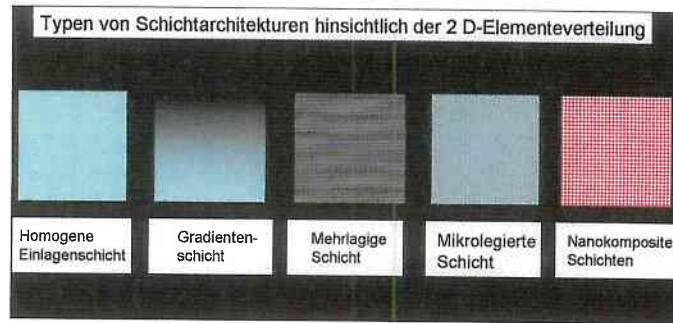 Typen von Schichtarchitekturen hinsichtlich der 2 D-Elementeverteilung
Homogene
Einlagenschicht
Gradienten-
schicht
Mehrlagige
Schicht
Mikrolegierte
Schicht
Nanokomposite
Schichten